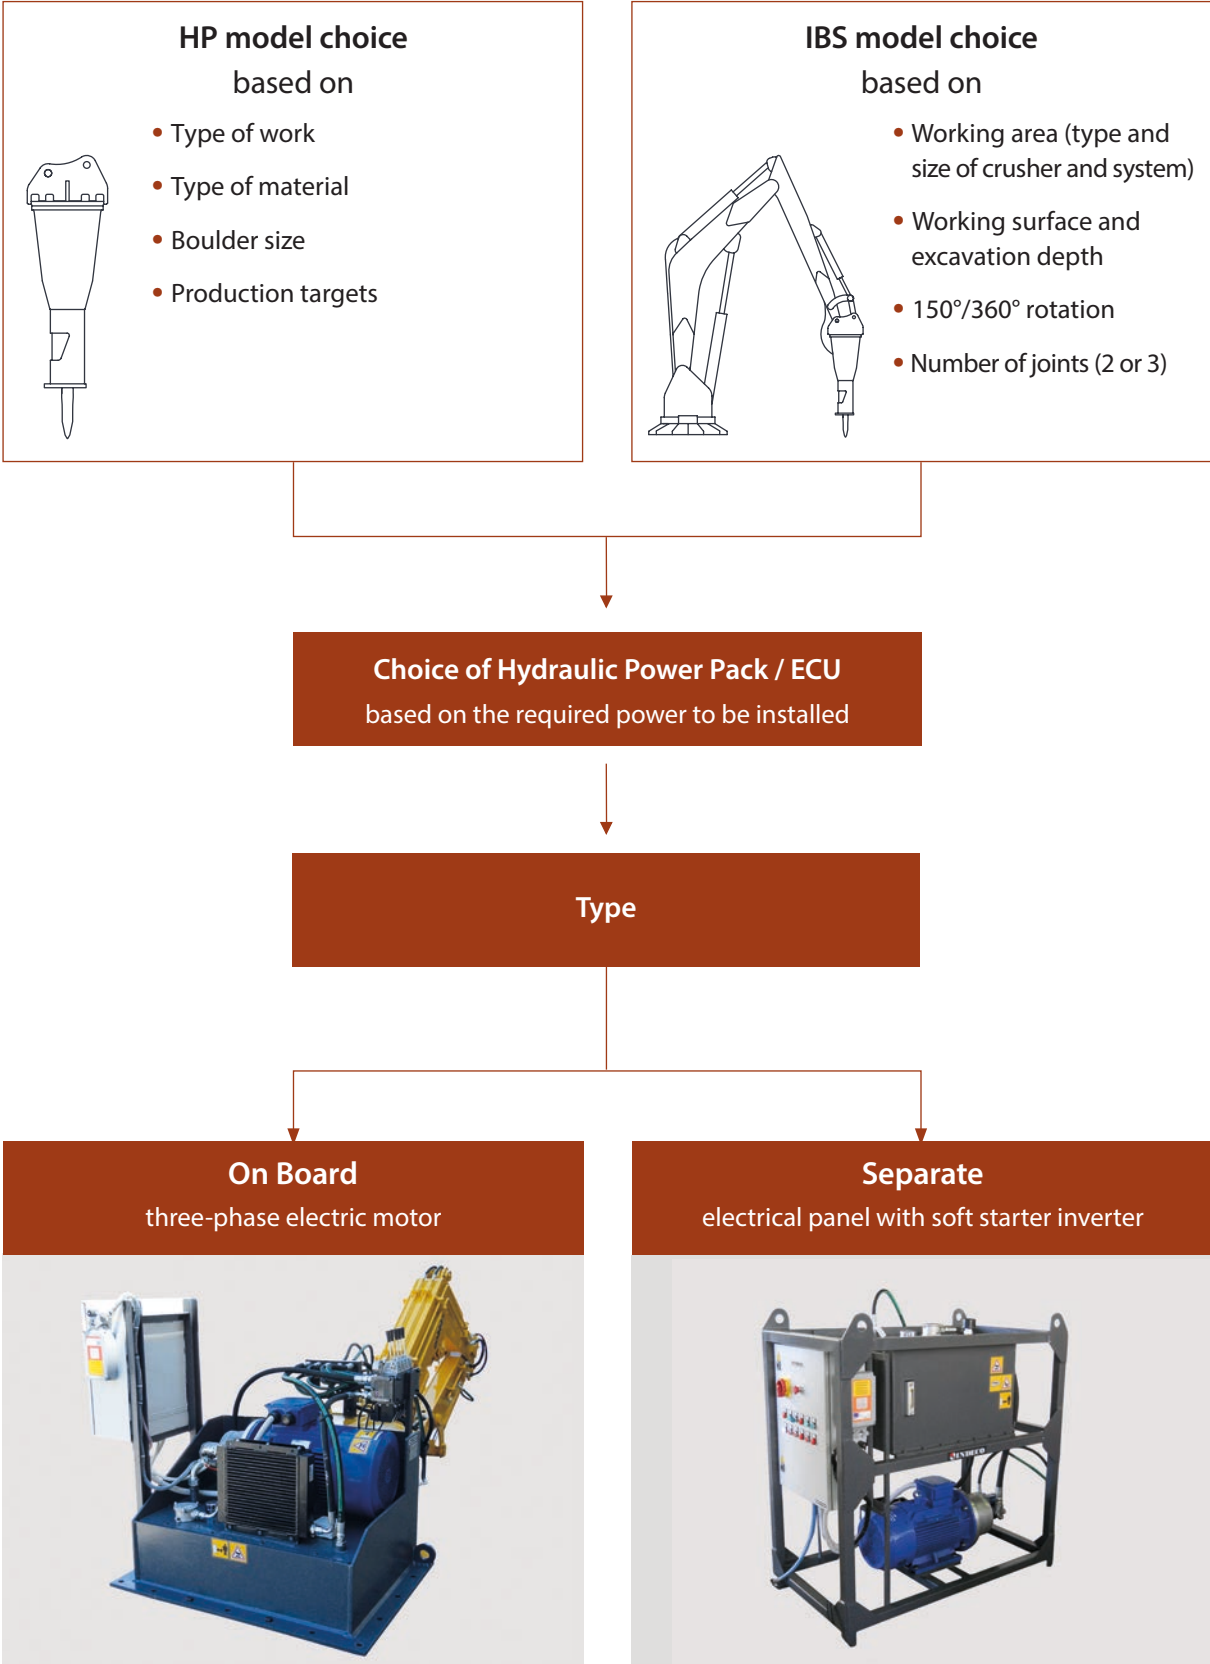 HP model choice
based on
• Type of work
• Type of material
• Boulder size
• Production targets
IBS model choice
based on
• Working area (type and
size of crusher and system)
• Working surface and
excavation depth
• 150°/360° rotation
• Number of joints (2 or 3)
Choice of Hydraulic Power Pack / ECU
based on the required power to be installed
Type
On Board
three-phase electric motor
Separate
electrical panel with soft starter inverter
INDECO